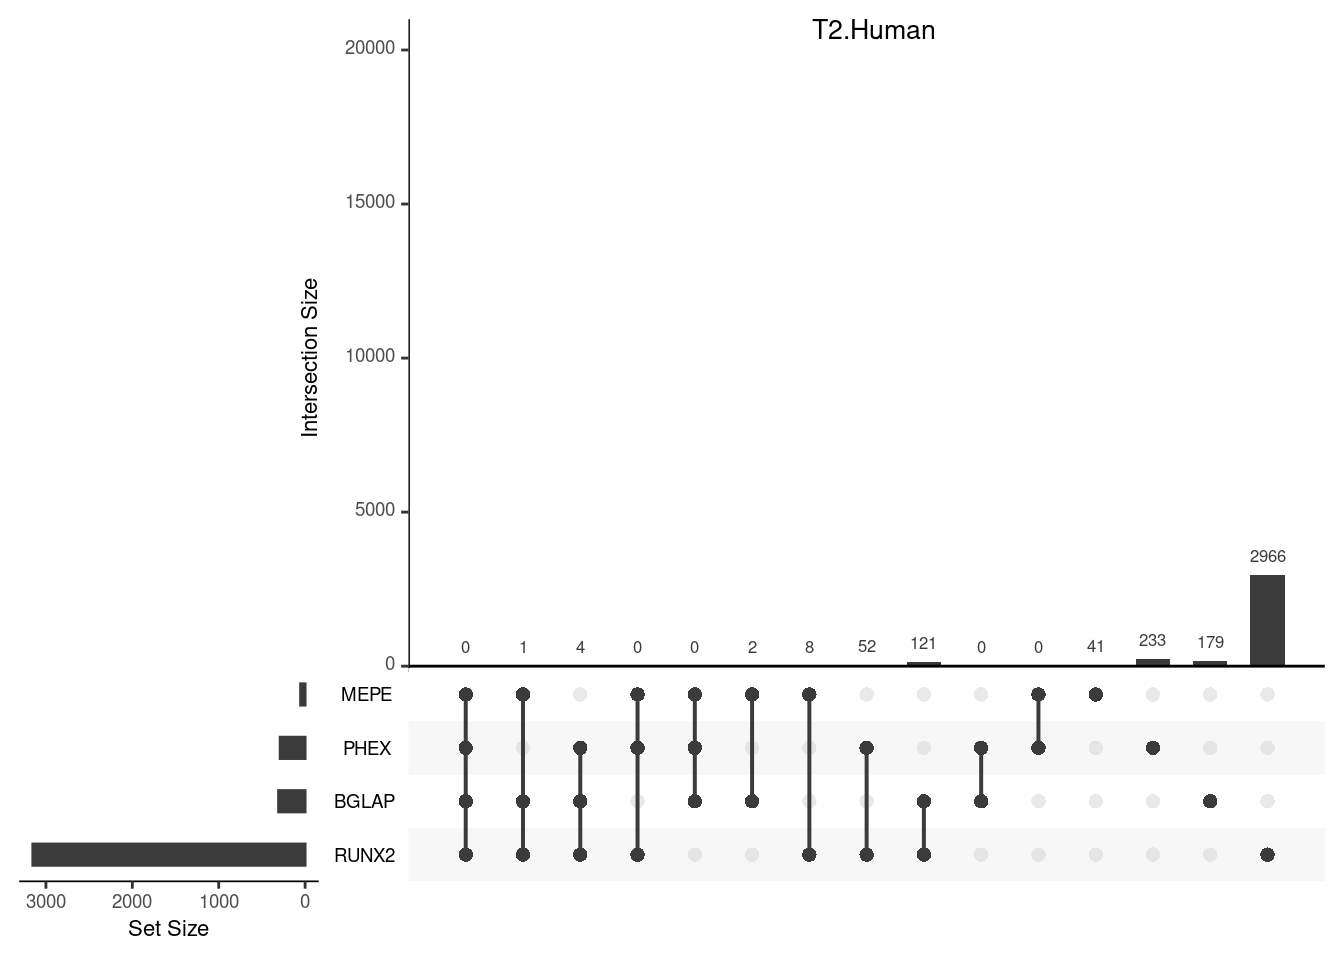 T2.Human
20000
15000
10000
5000
0
Intersection Size
0 1 4 0 0 2 8 52 121 0 0 41 233 179 2966
MEPE
PHEX
BGLAP
RUNX2
3000 2000 1000 0
Set Size